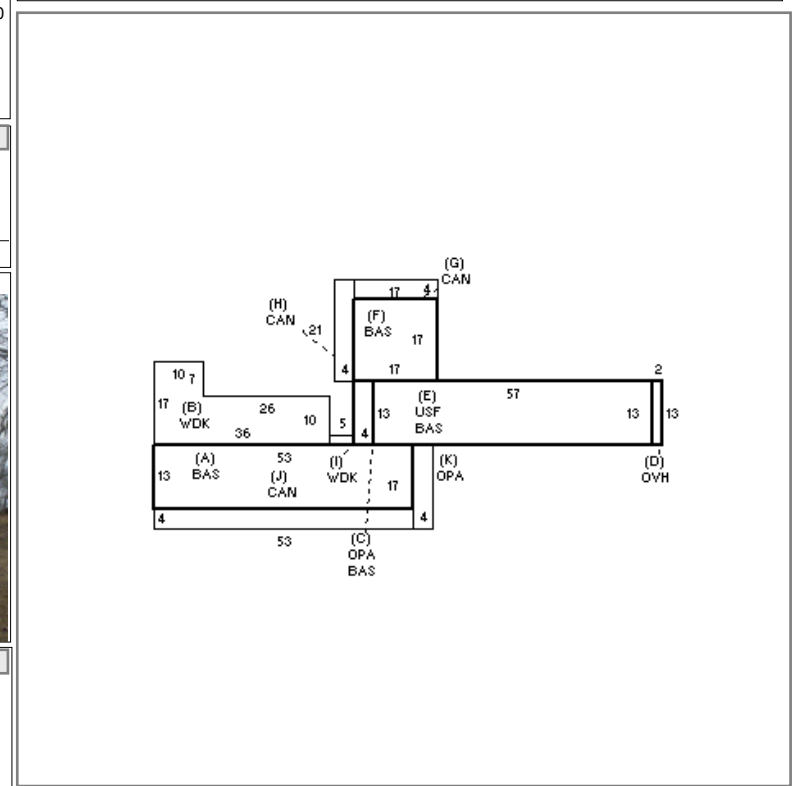 (G)
CAN
17 4
(H)
CAN
21
(F)
BAS
17
4 17
2
10 7
17 (B)
WDK
26
36
10
5
4
13
(E)
USF
BAS
57
13 13
(A)
BAS
53
(J)
CAN
13
17
(I)
WDK
(K)
OPA
(D)
OVH
4
4
53
(C)
OPA
BAS